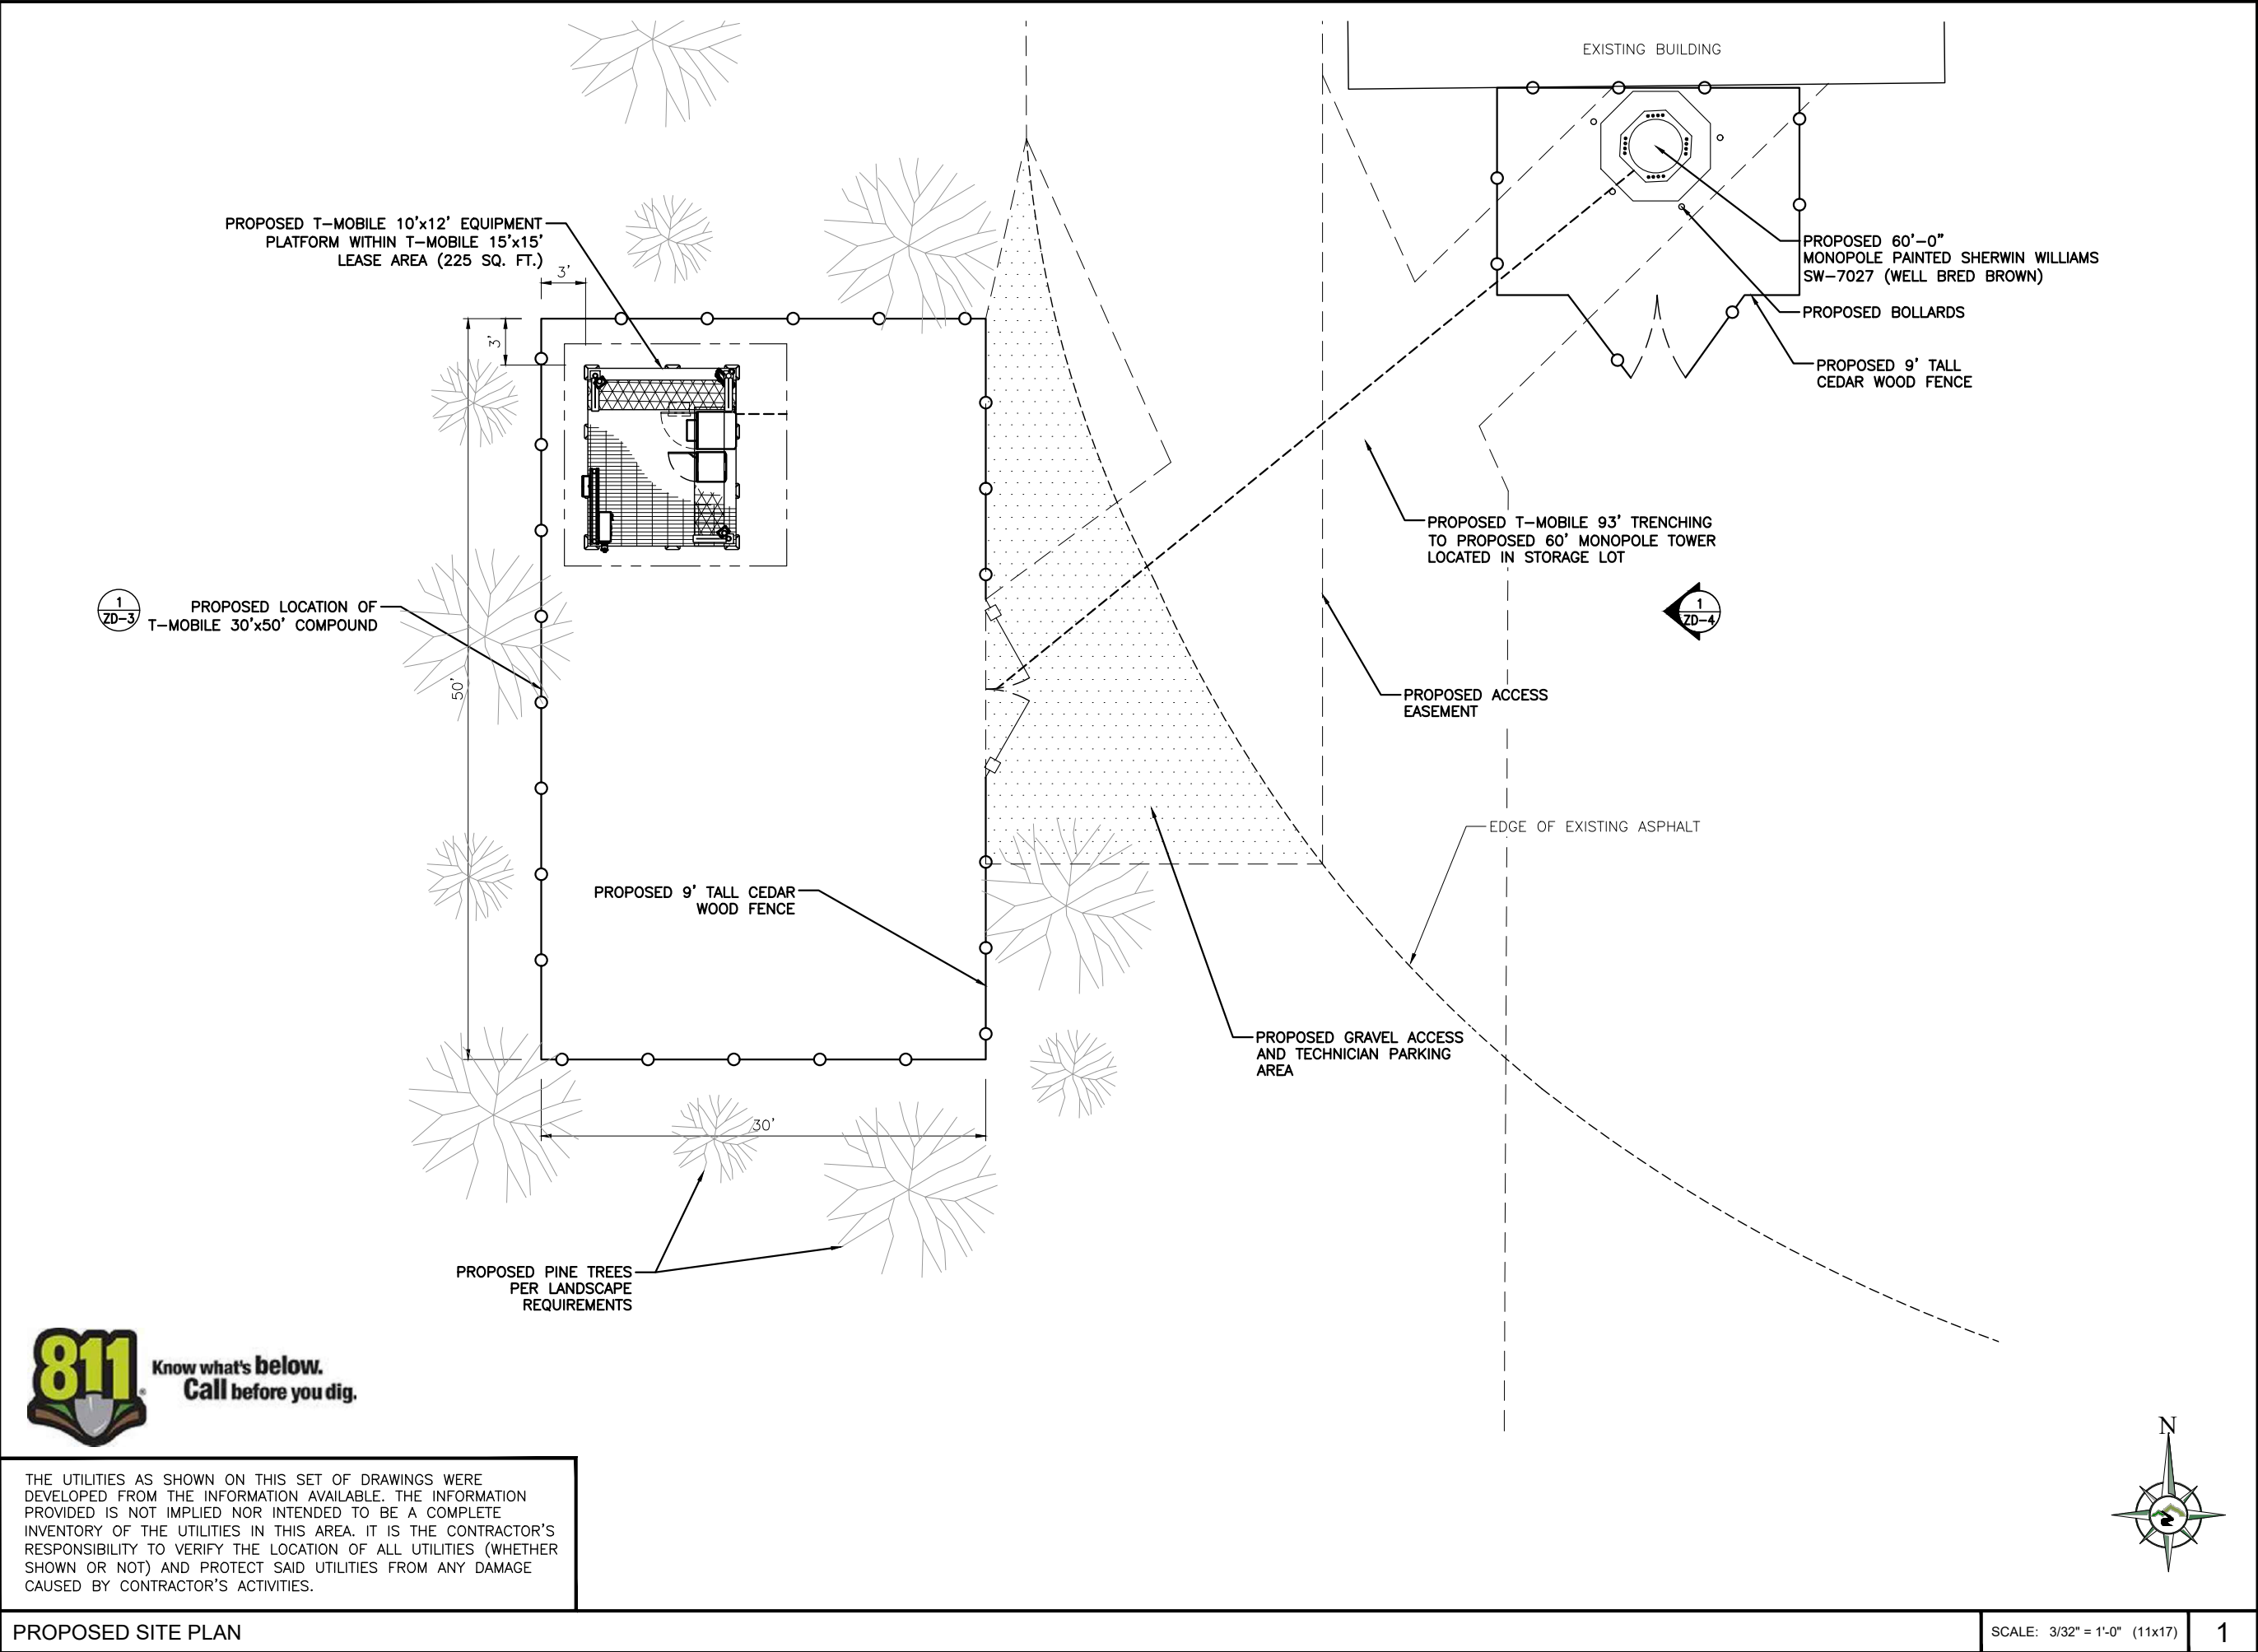 EXISTING BUILDING
PROPOSED T-MOBILE 10'x12' EQUIPMENT
PLATFORM WITHIN T-MOBILE 15'x15'
LEASE AREA (225 SQ. FT.)
3'
3'
PROPOSED 60'-0"
MONOPOLE PAINTED SHERWIN WILLIAMS
SW-7027 (WELL BRED BROWN)
PROPOSED BOLLARDS
PROPOSED 9' TALL
CEDAR WOOD FENCE
PROPOSED T-MOBILE 93' TRENCHING
TO PROPOSED 60' MONOPOLE TOWER
LOCATED IN STORAGE LOT
1
ZD-3
PROPOSED LOCATION OF
T-MOBILE 30'x50' COMPOUND
1
ZD-4
50'
PROPOSED ACCESS
EASEMENT
EDGE OF EXISTING ASPHALT
PROPOSED 9' TALL CEDAR
WOOD FENCE
PROPOSED GRAVEL ACCESS
AND TECHNICIAN PARKING
AREA
30'
PROPOSED PINE TREES
PER LANDSCAPE
REQUIREMENTS
811
Know what's below.
Call before you dig.
N
THE UTILITIES AS SHOWN ON THIS SET OF DRAWINGS WERE
DEVELOPED FROM THE INFORMATION AVAILABLE. THE INFORMATION
PROVIDED IS NOT IMPLIED NOR INTENDED TO BE A COMPLETE
INVENTORY OF THE UTILITIES IN THIS AREA. IT IS THE CONTRACTOR'S
RESPONSIBILITY TO VERIFY THE LOCATION OF ALL UTILITIES (WHETHER
SHOWN OR NOT) AND PROTECT SAID UTILITIES FROM ANY DAMAGE
CAUSED BY CONTRACTOR'S ACTIVITIES.
PROPOSED SITE PLAN
SCALE: 3/32" = 1'-0" (11x17)
1